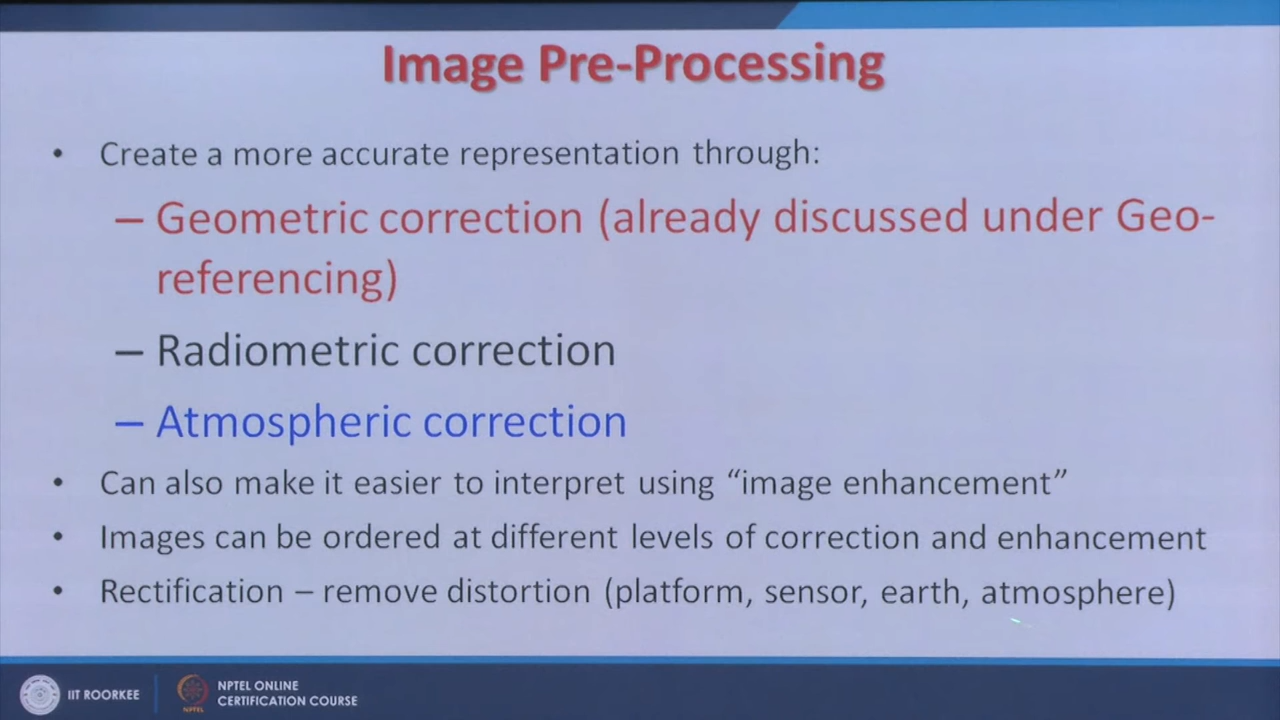 Image Pre-Processing
• Create a more accurate representation through:
– Geometric correction (already discussed under Geo-
referencing)
– Radiometric correction
– Atmospheric correction
• Can also make it easier to interpret using “image enhancement”
• Images can be ordered at different levels of correction and enhancement
• Rectification – remove distortion (platform, sensor, earth, atmosphere)
IIT ROORKEE
NPTEL
NPTEL ONLINE
CERTIFICATION COURSE